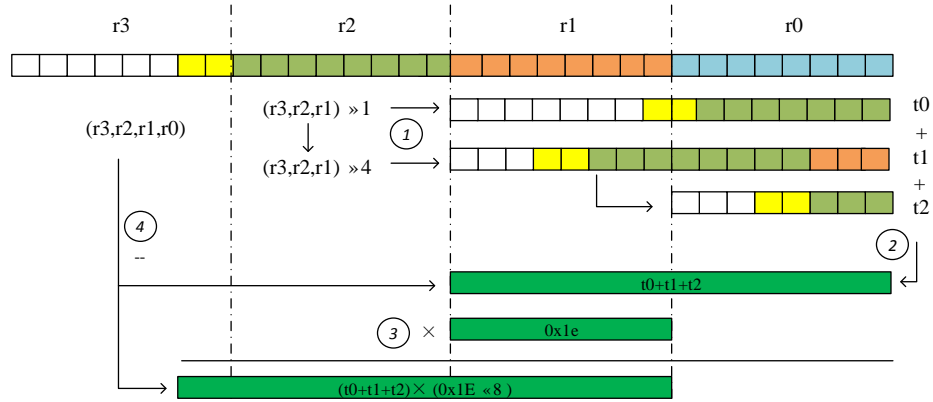 r3 r2 r1 r0
(r3,r2,r1) »1
t0
1
(r3,r2,r1,r0)
+
(r3,r2,r1) »4
t1
+
t2
4
2
--
t0+t1+t2
3 × 0x1e
(t0+t1+t2)× (0x1E «8 )